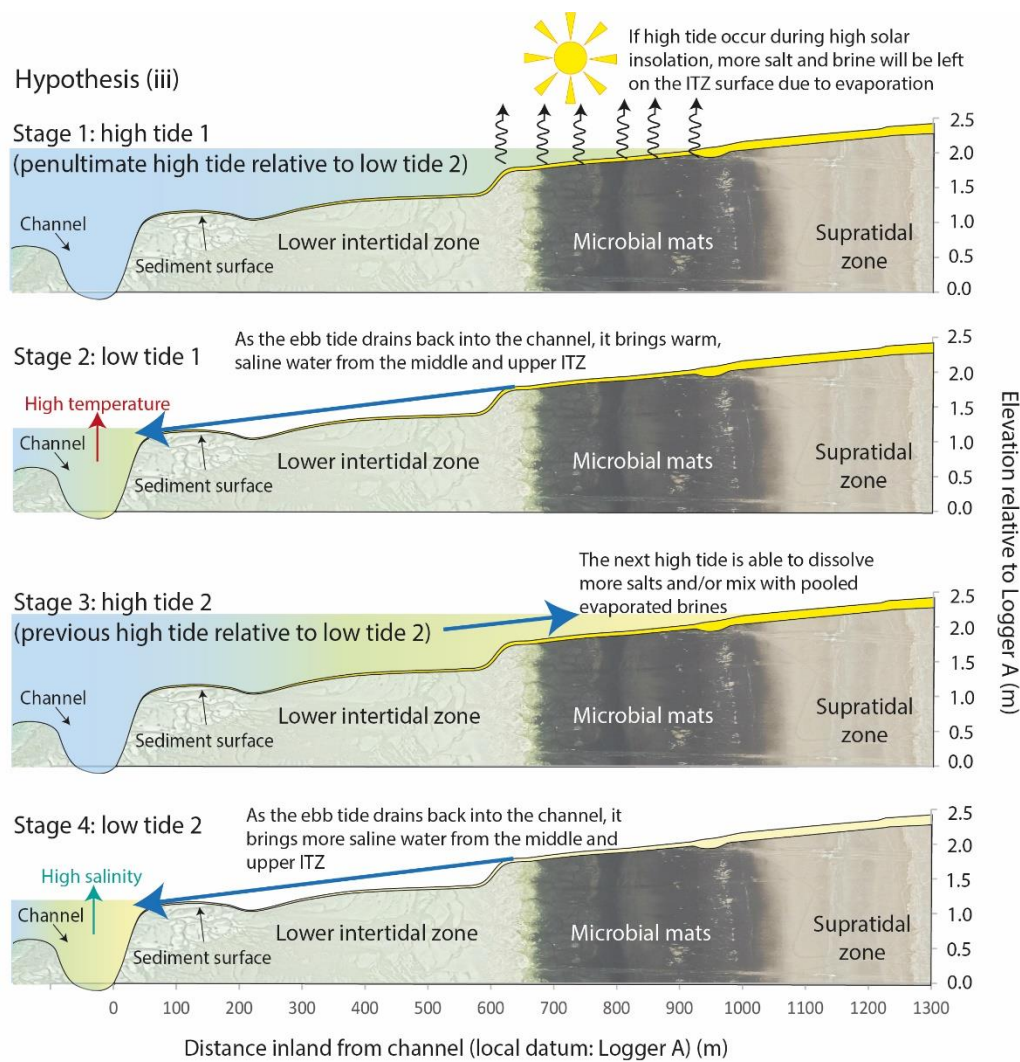 If high tide occur during high solar
insolation, more salt and brine will be left
on the ITZ surface due to evaporation
Hypothesis (iii)
Stage 1: high tide 1
(penultimate high tide relative to low tide 2)
Channel
Sediment surface
Lower intertidal zone
Microbial mats
Supratidal
zone
2.5
2.0
1.5
1.0
0.5
0.0
Stage 2: low tide 1
As the ebb tide drains back into the channel, it brings warm,
saline water from the middle and upper ITZ
High temperature
Channel
Sediment surface
Lower intertidal zone
Microbial mats
Supratidal
zone
2.5
2.0
1.5
1.0
0.5
0.0
Stage 3: high tide 2
(previous high tide relative to low tide 2)
The next high tide is able to dissolve
more salts and/or mix with pooled
evaporated brines
Channel
Sediment surface
Lower intertidal zone
Microbial mats
Supratidal
zone
2.5
2.0
1.5
1.0
0.5
0.0
Stage 4: low tide 2
As the ebb tide drains back into the channel, it
brings more saline water from the middle and
upper ITZ
High salinity
Channel
Sediment surface
Lower intertidal zone
Microbial mats
Supratidal
zone
2.5
2.0
1.5
1.0
0.5
0.0
Elevation relative to Logger A (m)
0 100 200 300 400 500 600 700 800 900 1000 1100 1200 1300
Distance inland from channel (local datum: Logger A) (m)